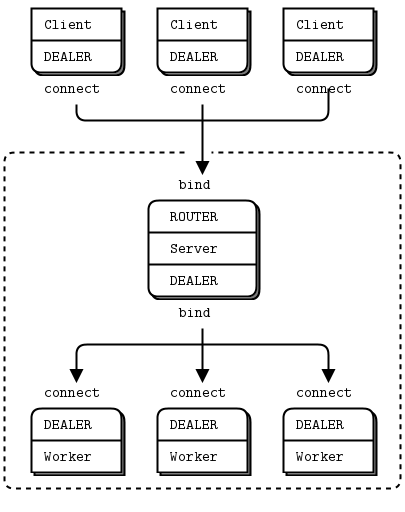 Client Client Client
DEALER DEALER DEALER
connect connect connect
bind
ROUTER
Server
DEALER
bind
connect connect connect
DEALER DEALER DEALER
Worker Worker Worker